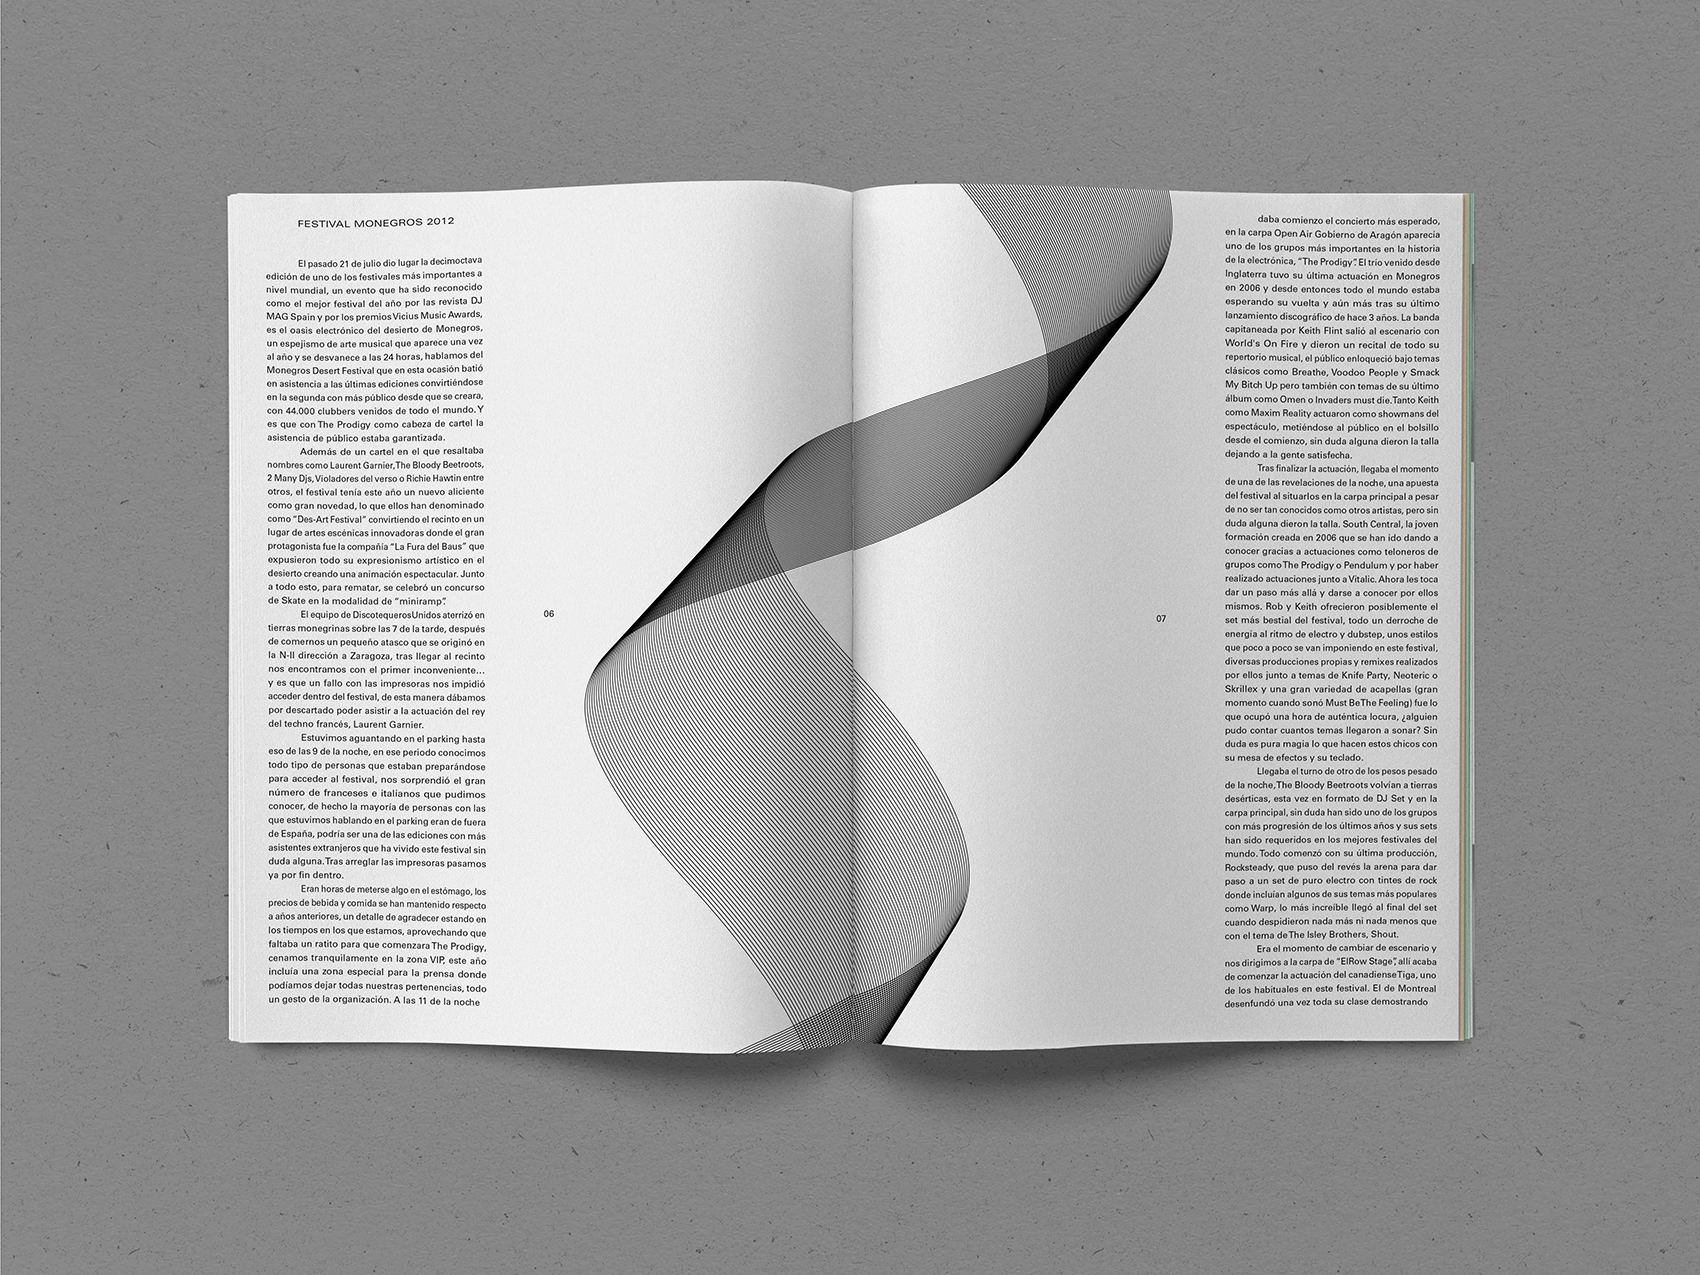 FESTIVAL MONEGROS 2012
El pasado 21 de julio dio lugar la decimoctava
edición de uno de los festivales más importantes a
nivel mundial, un evento que ha sido reconocido
como el mejor festival del año por las revista DJ
MAG Spain y por los premios Vicius Music Awards,
es el oasis electrónico del desierto de Monegros,
un espejismo de arte musical que aparece una vez
al año y se desvanece a las 24 horas, hablamos del
Monegros Desert Festival que en esta ocasión batió
en asistencia a las últimas ediciones convirtiéndose
en la segunda con más público desde que se creara,
con 44.000 clubbers venidos de todo el mundo. Y
es que con The Prodigy como cabeza de cartel la
asistencia de público estaba garantizada.
Además de un cartel en el que resaltaba
nombres como Laurent Garnier, The Bloody Beetroots,
2 Many Djs, Violadores del verso o Richie Hawtin entre
otros, el festival tenía este año un nuevo aliciente
como gran novedad, lo que ellos han denominado
como "Des-Art Festival" convirtiendo el recinto en un
lugar de artes escénicas innovadoras donde el gran
protagonista fue la compañía "La Fura del Baus" que
expusieron todo su expresionismo artístico en el
desierto creando una animación espectacular. Junto
a todo esto, para rematar, se celebró un concurso
de Skate en la modalidad de "miniramp".
El equipo de DiscotequerosUnidos aterrizó en
tierras monegrinas sobre las 7 de la tarde, después
de comernos un pequeño atasco que se originó en
la N-II dirección a Zaragoza, tras llegar al recinto
nos encontramos con el primer inconveniente...
y es que un fallo con las impresoras nos impidió
acceder dentro del festival, de esta manera dábamos
por descartado poder asistir a la actuación del rey
del techno francés, Laurent Garnier.
Estuvimos aguantando en el parking hasta
eso de las 9 de la noche, en ese periodo conocimos
todo tipo de personas que estaban preparándose
para acceder al festival, nos sorprendió el gran
número de franceses e italianos que pudimos
conocer, de hecho la mayoría de personas con las
que estuvimos hablando en el parking eran de fuera
de España, podría ser una de las ediciones con más
asistentes extranjeros que ha vivido este festival sin
duda alguna. Tras arreglar las impresoras pasamos
ya por fin dentro.
Eran horas de meterse algo en el estómago, los
precios de bebida y comida se han mantenido respecto
a años anteriores, un detalle de agradecer estando en
los tiempos en los que estamos, aprovechando que
faltaba un ratito para que comenzara The Prodigy,
cenamos tranquilamente en la zona VIP, este año
incluía una zona especial para la prensa donde
podíamos dejar todas nuestras pertenencias, todo
un gesto de la organización. A las 11 de la noche
06
07
daba comienzo el concierto más esperado,
en la carpa Open Air Gobierno de Aragón aparecia
uno de los grupos más importantes en la historia
de la electrónica, "The Prodigy". El trío venido desde
Inglaterra tuvo su última actuación en Monegros
en 2006 y desde entonces todo el mundo estaba
esperando su vuelta y aún más tras su último
lanzamiento discográfico de hace 3 años. La banda
capitaneada por Keith Flint salió al escenario con
World's On Fire y dieron un recital de todo su
repertorio musical, el público enloqueció bajo temas
clásicos como Breathe, Voodoo People y Smack
My Bitch Up pero también con temas de su último
álbum como Omen o Invaders must die. Tanto Keith
como Maxim Reality actuaron como showmans del
espectáculo, metiéndose al público en el bolsillo
desde el comienzo, sin duda alguna dieron la talla
dejando a la gente satisfecha.
Tras finalizar la actuación, llegaba el momento
de una de las revelaciones de la noche, una apuesta
del festival al situarlos en la carpa principal a pesar
de no ser tan conocidos como otros artistas, pero sin
duda alguna dieron la talla. South Central, la joven
formación creada en 2006 que se han ido dando a
conocer gracias a actuaciones como teloneros de
grupos como The Prodigy o Pendulum y por haber
realizado actuaciones junto a Vitalic. Ahora les toca
dar un paso más allá y darse a conocer por ellos
mismos. Rob y Keith ofrecieron posiblemente el
set más bestial del festival, todo un derroche de
energía al ritmo de electro y dubstep, unos estilos
que poco a poco se van imponiendo en este festival,
diversas producciones propias y remixes realizados
por ellos junto a temas de Knife Party, Neoteric o
Skrillex y una gran variedad de acapellas (gran
momento cuando sonó Must Be The Feeling) fue lo
que ocupó una hora de auténtica locura, ¿alguien
pudo contar cuantos temas llegaron a sonar? Sin
duda es pura magia lo que hacen estos chicos con
su mesa de efectos y su teclado.
Llegaba el turno de otro de los pesos pesado
de la noche, The Bloody Beetroots volvían a tierras
desérticas, esta vez en formato de DJ Set y en la
carpa principal, sin duda han sido uno de los grupos
con más progresión de los últimos años y sus sets
han sido requeridos en los mejores festivales del
mundo. Todo comenzó con su última producción,
Rocksteady, que puso del revés la arena para dar
paso a un set de puro electro con tintes de rock
donde incluian algunos de sus temas más populares
como Warp, lo más increíble llegó al final del set
cuando despidieron nada más ni nada menos que
con el tema de The Isley Brothers, Shout.
Era el momento de cambiar de escenario y
nos dirigimos a la carpa de "ElRow Stage", allí acaba
de comenzar la actuación del canadiense Tiga, uno
de los habituales en este festival. El de Montreal
desenfundó una vez toda su clase demostrando